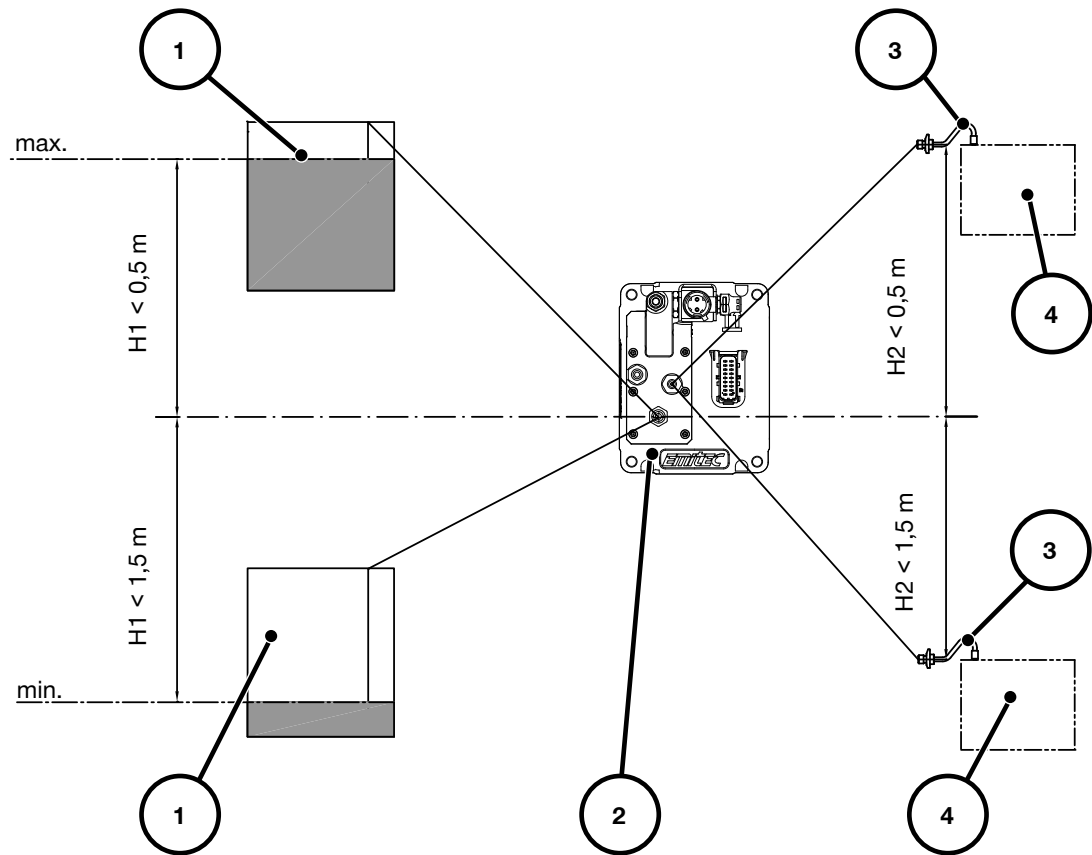 1
3
max.
H1 < 0,5 m
H2 < 0,5 m
4
EMITEC
H1 < 1,5 m
H2 < 1,5 m
3
min.
1
2
4